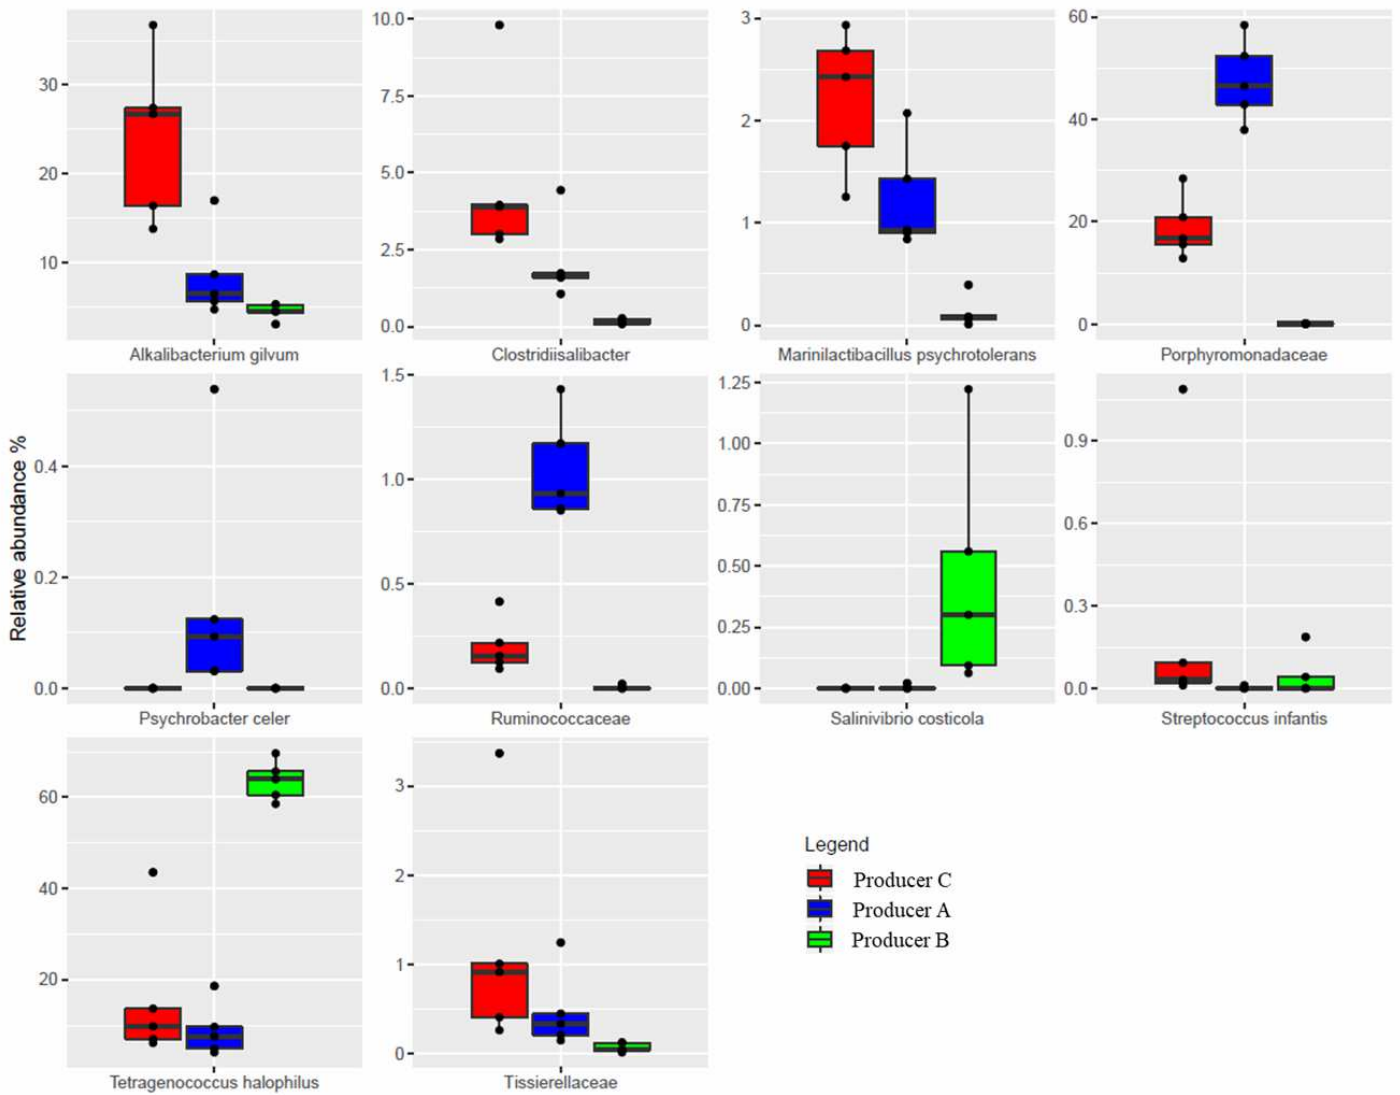 10.0
3
60
30
7.5
2
40
20
5.0
1
20
10
2.5
0.0
0
0
Alkalibacterium gilvum
Clostridiisalibacter
Marinilactibacillus psychrotolerans
Porphyromonadaceae
Relative abundance %
1.5
1.25
0.4
1.0
1.00
0.9
0.75
0.6
0.2
0.5
0.50
0.3
0.25
0.0
0.0
0.00
0.0
Psychrobacter celer
Ruminococcaceae
Salinivibrio costicola
Streptococcus infantis
60
3
40
2
20
1
0
Tetragenococcus halophilus
Tissierellaceae
Legend
Producer C
Producer A
Producer B